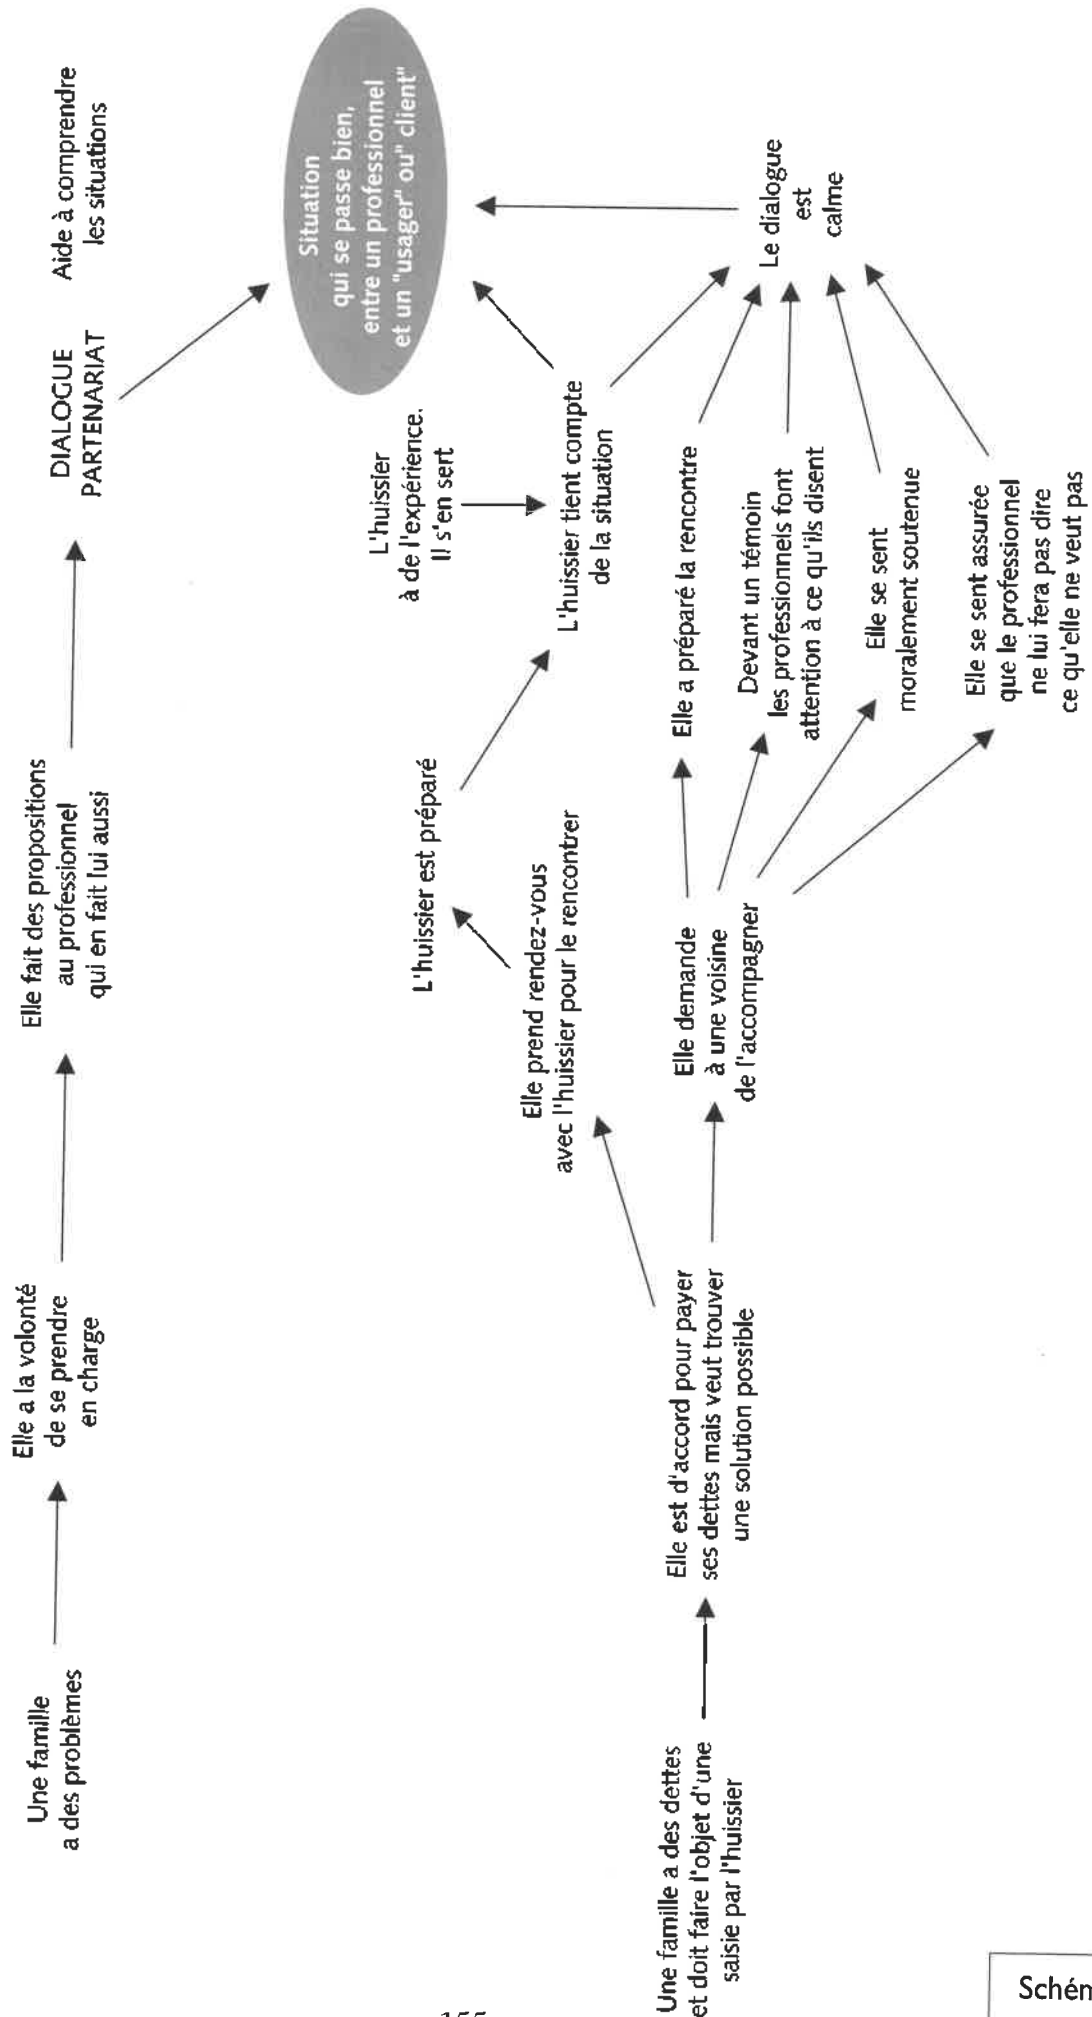 Une famille
a des problèmes
Elle a la volonté
de se prendre
en charge
Elle fait des propositions
au professionnel
qui en fait lui aussi
DIALOGUE
PARTENARIAT
Aide à comprendre
les situations
Situation
qui se passe bien,
entre un professionnel
et un "usager" ou" client"
L'huissier
à de l'expérience.
Il s'en sert
L'huissier est préparé
L'huissier tient compte
de la situation
Elle prend rendez-vous
avec l'huissier pour le rencontrer
Une famille a des dettes
et doit faire l'objet d'une
saisie par l'huissier
Elle est d'accord pour payer
ses dettes mais veut trouver
une solution possible
Elle demande
à une voisine
de l'accompagner
Elle a préparé la rencontre
Devant un témoin
les professionnels font
attention à ce qu'ils disent
Elle se sent
moralement soutenue
Elle se sent assurée
que le professionnel
ne lui fera pas dire
ce qu'elle ne veut pas
Le dialogue
est
calme
Schém